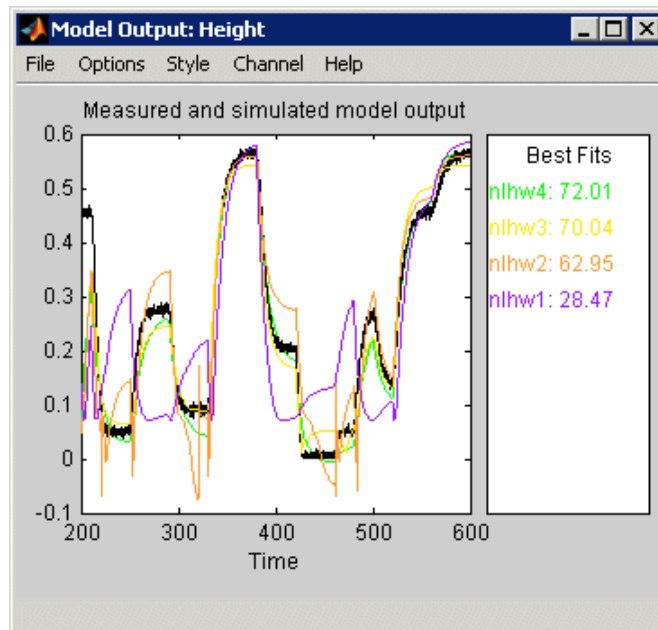 Model Output: Height
File Options Style Channel Help
Measured and simulated model output
0.6
0.5
0.4
0.3
0.2
0.1
0
-0.1
200 300 400 500 600
Time
Best Fits
nlhw4: 72.01
nlhw3: 70.04
nlhw2: 62.95
nlhw1: 28.47